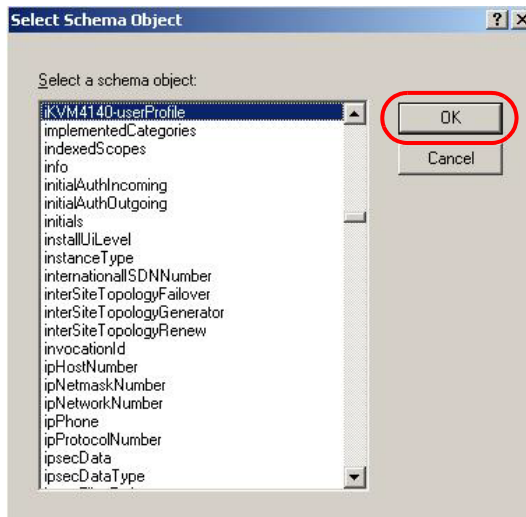 Select Schema Object
Select a schema object:
iKVM4140-userProfile
implementedCategories
indexedScopes
info
initialAuthIncoming
initialAuthOutgoing
initials
installUiLevel
instanceType
internationalISDNNumber
interSiteTopologyFailover
interSiteTopologyGenerator
interSiteTopologyRenew
invocationId
ipHostNumber
ipNetmaskNumber
ipNetworkNumber
ipPhone
ipProtocolNumber
ipsecData
ipsecDataType
OK
Cancel